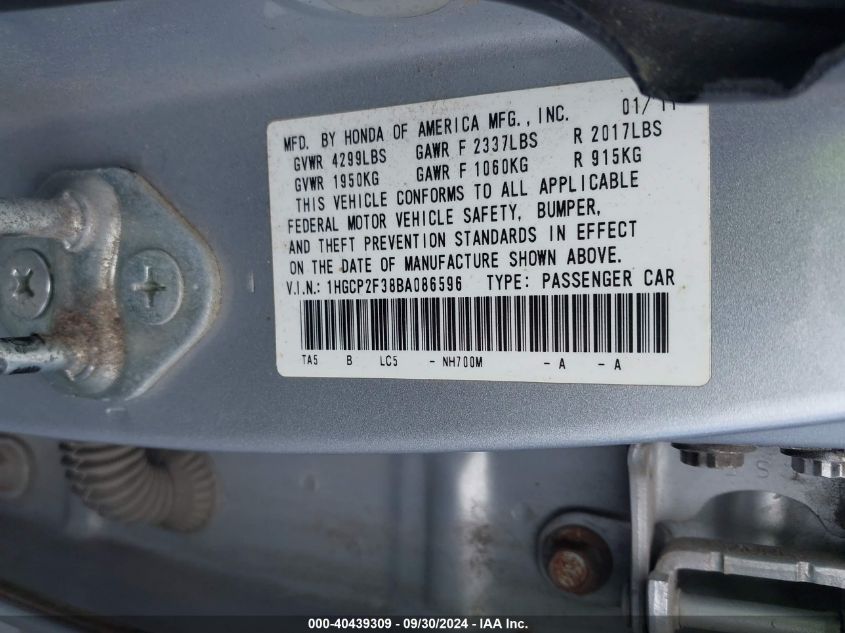 01/11
MFD. BY HONDA OF AMERICA MFG., INC.
GVWR 4299LBS GAWR F 2337LBS R 2017LBS
GVWR 1950KG GAWR F 1060KG R 915KG
THIS VEHICLE CONFORMS TO ALL APPLICABLE
FEDERAL MOTOR VEHICLE SAFETY, BUMPER,
AND THEFT PREVENTION STANDARDS IN EFFECT
ON THE DATE OF MANUFACTURE SHOWN ABOVE.
V.I.N.: 1HGCP2F38BA086596 TYPE: PASSENGER CAR
TA5 B LC5 - NH700M - A - A
000-40439309 / 09/30/2024 / IAA Inc.